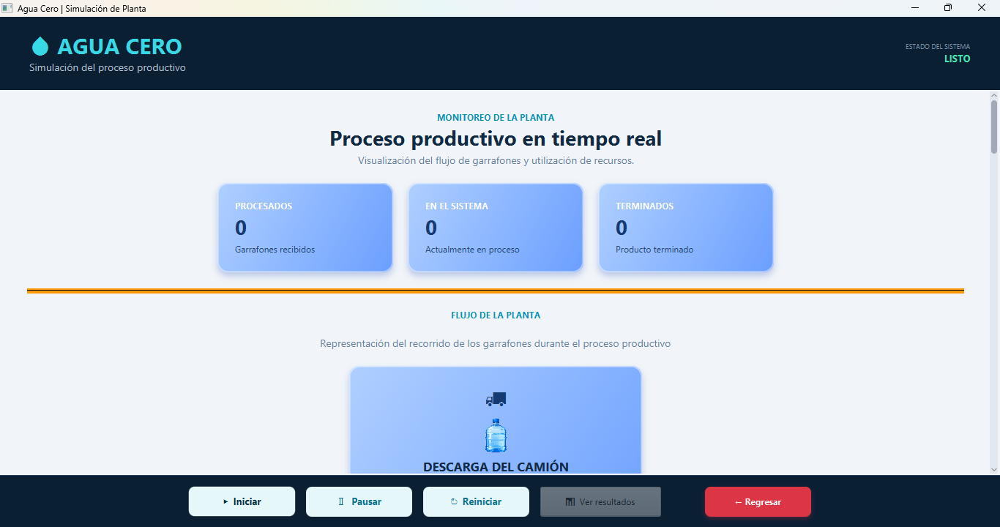 Agua Cero | Simulación de Planta
AGUA CERO
Simulación del proceso productivo
ESTADO DEL SISTEMA
LISTO
MONITOREO DE LA PLANTA
Proceso productivo en tiempo real
Visualización del flujo de garrafones y utilización de recursos.
PROCESADOS
0
Garrafones recibidos
EN EL SISTEMA
0
Actualmente en proceso
TERMINADOS
0
Producto terminado
FLUJO DE LA PLANTA
Representación del recorrido de los garrafones durante el proceso productivo
DESCARGA DEL CAMIÓN
Iniciar
Pausar
Reiniciar
Ver resultados
← Regresar